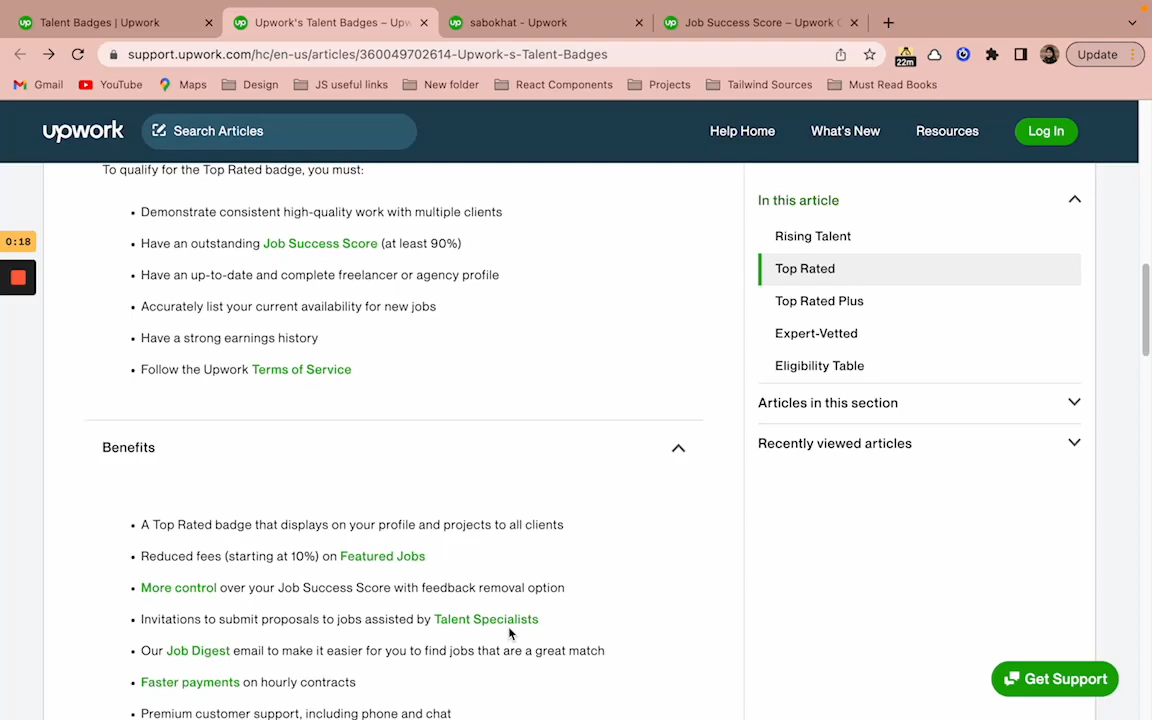 Talent Badges | Upwork
Upwork's Talent Badges – Upw
sabokhat - Upwork
Job Success Score – Upwork
support.upwork.com/hc/en-us/articles/360049702614-Upwork-s-Talent-Badges
22m
Update
Gmail
YouTube
Maps
Design
JS useful links
New folder
React Components
Projects
Tailwind Sources
Must Read Books
upwork
Search Articles
Help Home
What's New
Resources
Log In
0:18
To qualify for the Top Rated badge, you must:
• Demonstrate consistent high-quality work with multiple clients
• Have an outstanding Job Success Score (at least 90%)
• Have an up-to-date and complete freelancer or agency profile
• Accurately list your current availability for new jobs
• Have a strong earnings history
• Follow the Upwork Terms of Service
Benefits
• A Top Rated badge that displays on your profile and projects to all clients
• Reduced fees (starting at 10%) on Featured Jobs
• More control over your Job Success Score with feedback removal option
• Invitations to submit proposals to jobs assisted by Talent Specialists
• Our Job Digest email to make it easier for you to find jobs that are a great match
• Faster payments on hourly contracts
• Premium customer support, including phone and chat
In this article
Rising Talent
Top Rated
Top Rated Plus
Expert-Vetted
Eligibility Table
Articles in this section
Recently viewed articles
Get Support